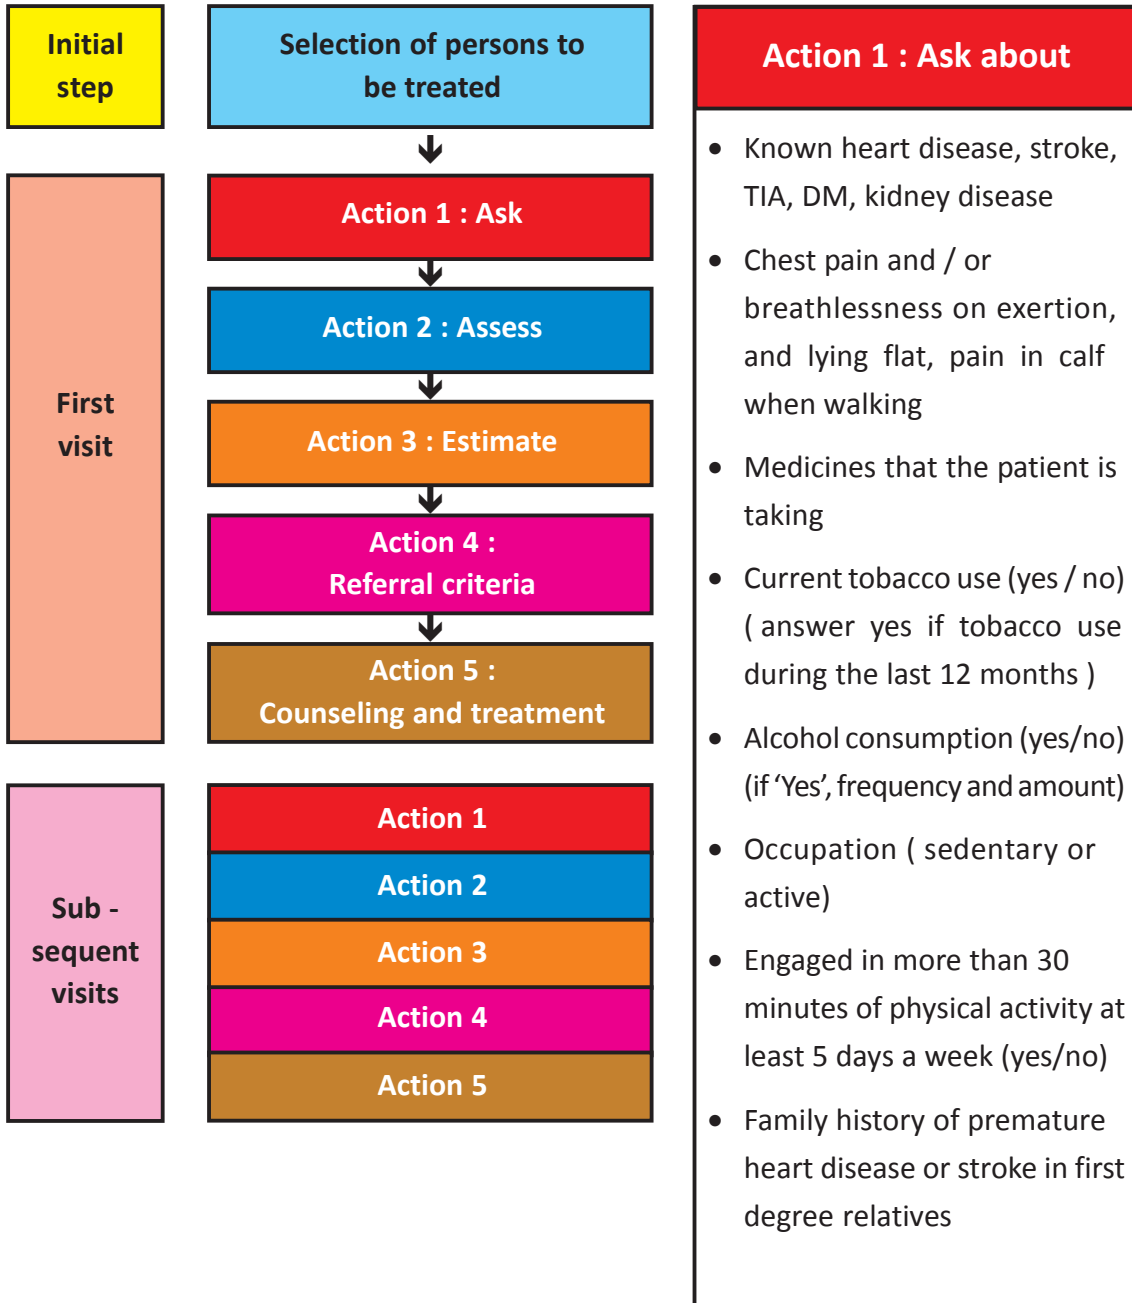 Initial
step
Selection of persons to
be treated
First
visit
Action 1 : Ask
Action 2 : Assess
Action 3 : Estimate
Action 4 :
Referral criteria
Action 5 :
Counseling and treatment
Sub -
sequent
visits
Action 1
Action 2
Action 3
Action 4
Action 5
Action 1 : Ask about
• Known heart disease, stroke,
TIA, DM, kidney disease
• Chest pain and / or
breathlessness on exertion,
and lying flat, pain in calf
when walking
• Medicines that the patient is
taking
• Current tobacco use (yes / no)
( answer yes if tobacco use
during the last 12 months )
• Alcohol consumption (yes/no)
(if ‘Yes’, frequency and amount)
• Occupation ( sedentary or
active)
• Engaged in more than 30
minutes of physical activity at
least 5 days a week (yes/no)
• Family history of premature
heart disease or stroke in first
degree relatives